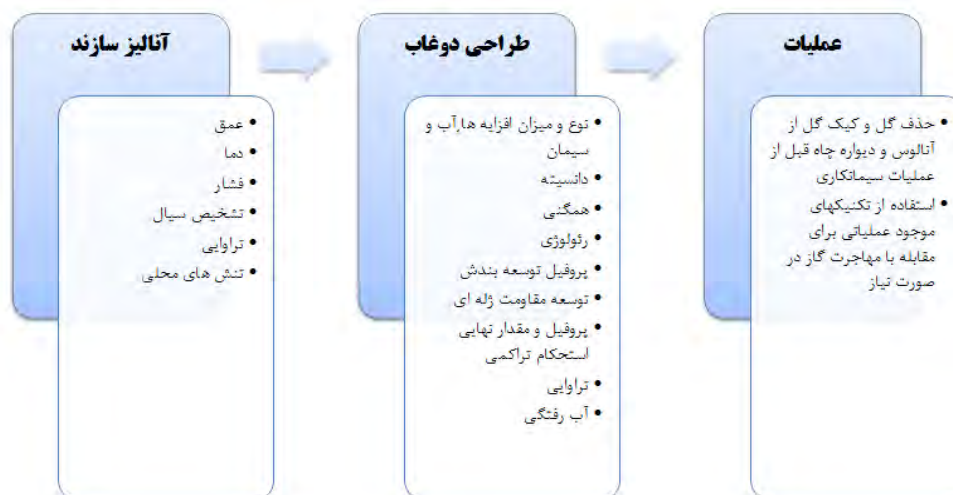 آنالیز سازند
• عمق
• دما
• فشار
• تشخیص سیال
• تراوایی
• تنش های محلی
طراحی دوغاب
• نوع و میزان افزایه ها,آب و
سیمان
• دانسیته
• همگنی
• رئولوژی
• پروفیل توسعه بندش
• توسعه مقاومت ژله ای
• پروفیل و مقدار نهایی
استحکام تراکمی
• تراوایی
• آب رفتگی
عملیات
• حذف گل و کیک گل از
آنالوس و دیواره چاه قبل از
عملیات سیمانکاری
• استفاده از تکنیکهای
موجود عملیاتی برای
مقابله با مهاجرت گاز در
صورت نیاز